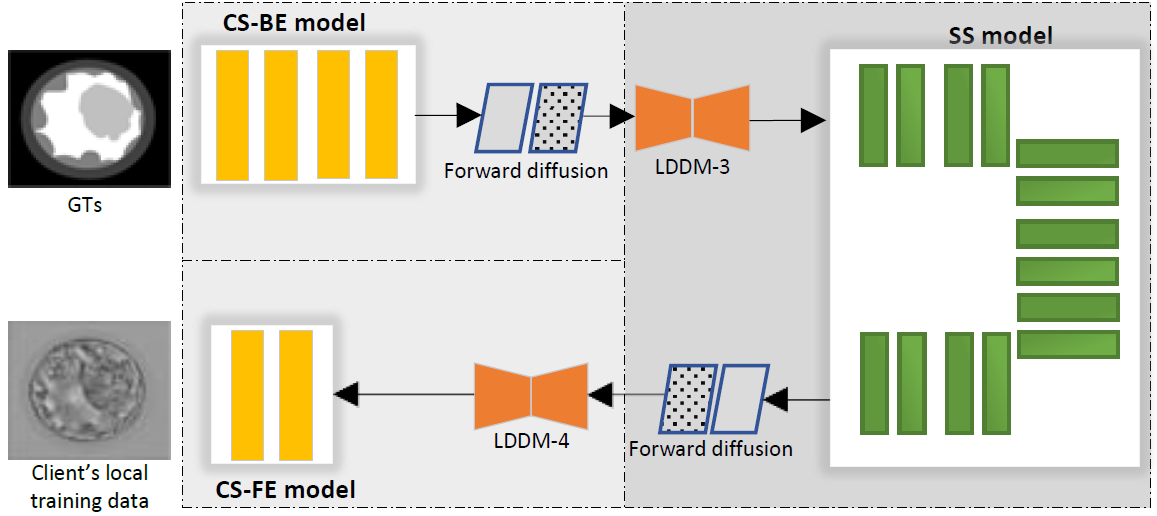 CS-BE model
SS model
Forward diffusion
LDDM-3
GTs
LDDM-4
Forward diffusion
Client's local
training data
CS-FE model